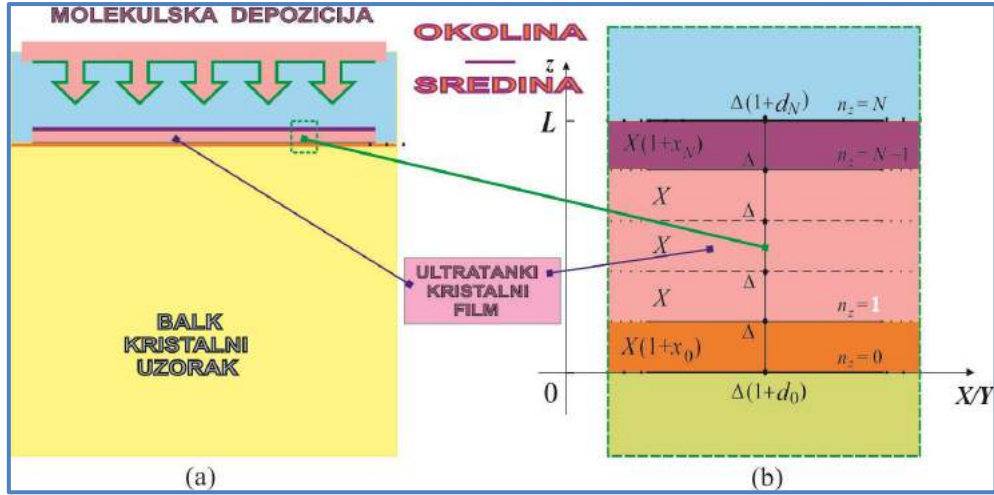 MOLEKULSKA DEPOZICIJA
BALK
KRISTALNI
UZORAK
(a)
OKOLINA
SREDINA
ULTRATANKI
KRISTALNI
FILM
z
Δ(1+d_N) n_z = N
L
X(1+x_N) Δ n_z = N−1
X Δ
X Δ
X Δ n_z = 1
X(1+x_0) n_z = 0
0 Δ(1+d_0) X/Y
(b)